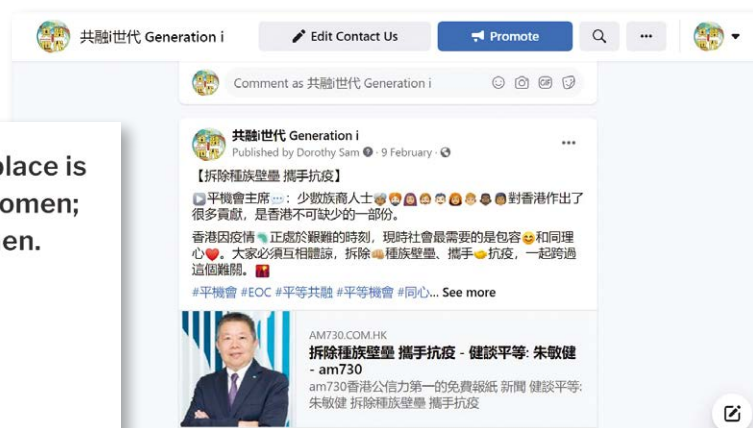 共融i世代 Generation i
Edit Contact Us
Promote
Comment as 共融i世代 Generation i
GIF
place is
omen;
en.
共融i世代 Generation i
Published by Dorothy Sam · 9 February ·
【拆除種族壁壘 攜手抗疫】
▶平機會主席💬：少數族裔人士對香港作出了
很多貢獻，是香港不可缺少的一部份。
香港因疫情🦠正處於艱難的時刻，現時社會最需要的是包容😊和同理
心❤️。大家必須互相體諒，拆除👊種族壁壘、攜手🤝抗疫，一起跨過
這個難關。🌇
#平機會 #EOC #平等共融 #平等機會 #同心... See more
AM730.COM.HK
拆除種族壁壘 攜手抗疫 - 健談平等: 朱敏健
- am730
am730香港公信力第一的免費報紙 新聞 健談平等:
朱敏健 拆除種族壁壘 攜手抗疫